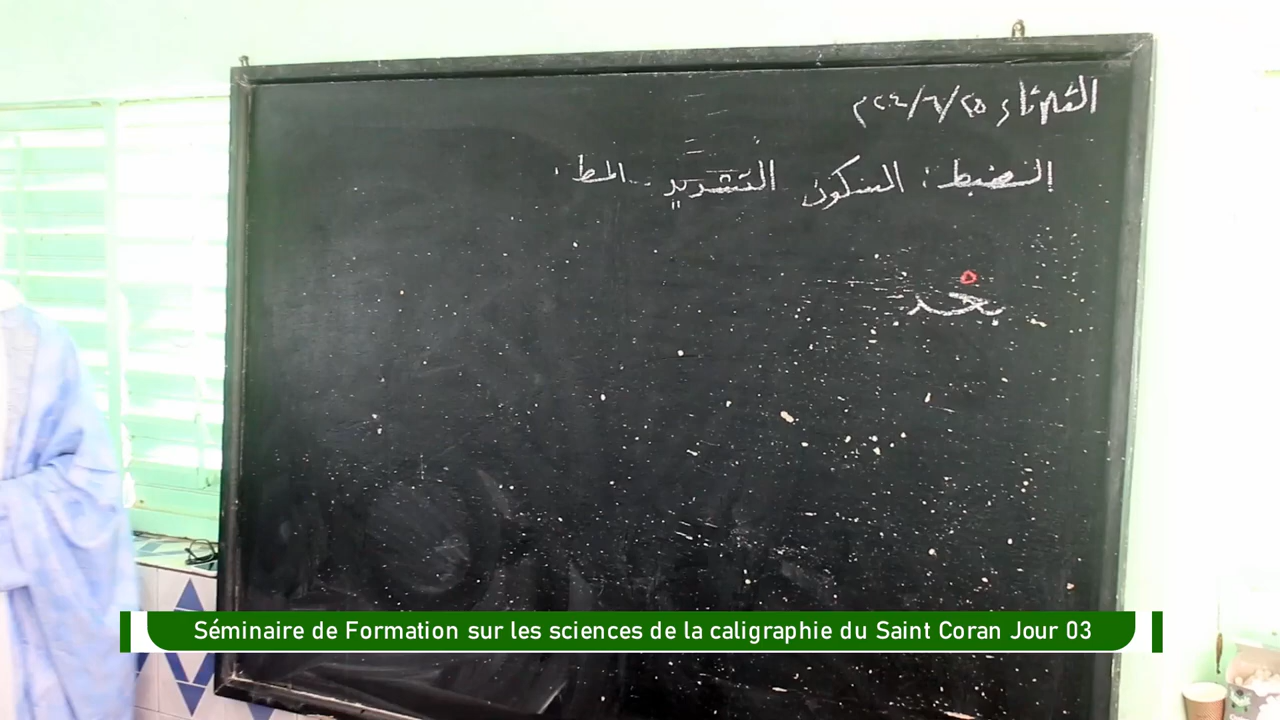 الثلاثاء ٢٥/٦/٢٠٢٤م
الضبط: السكون التشديد المط
بعد
Séminaire de Formation sur les sciences de la caligraphie du Saint Coran Jour 03